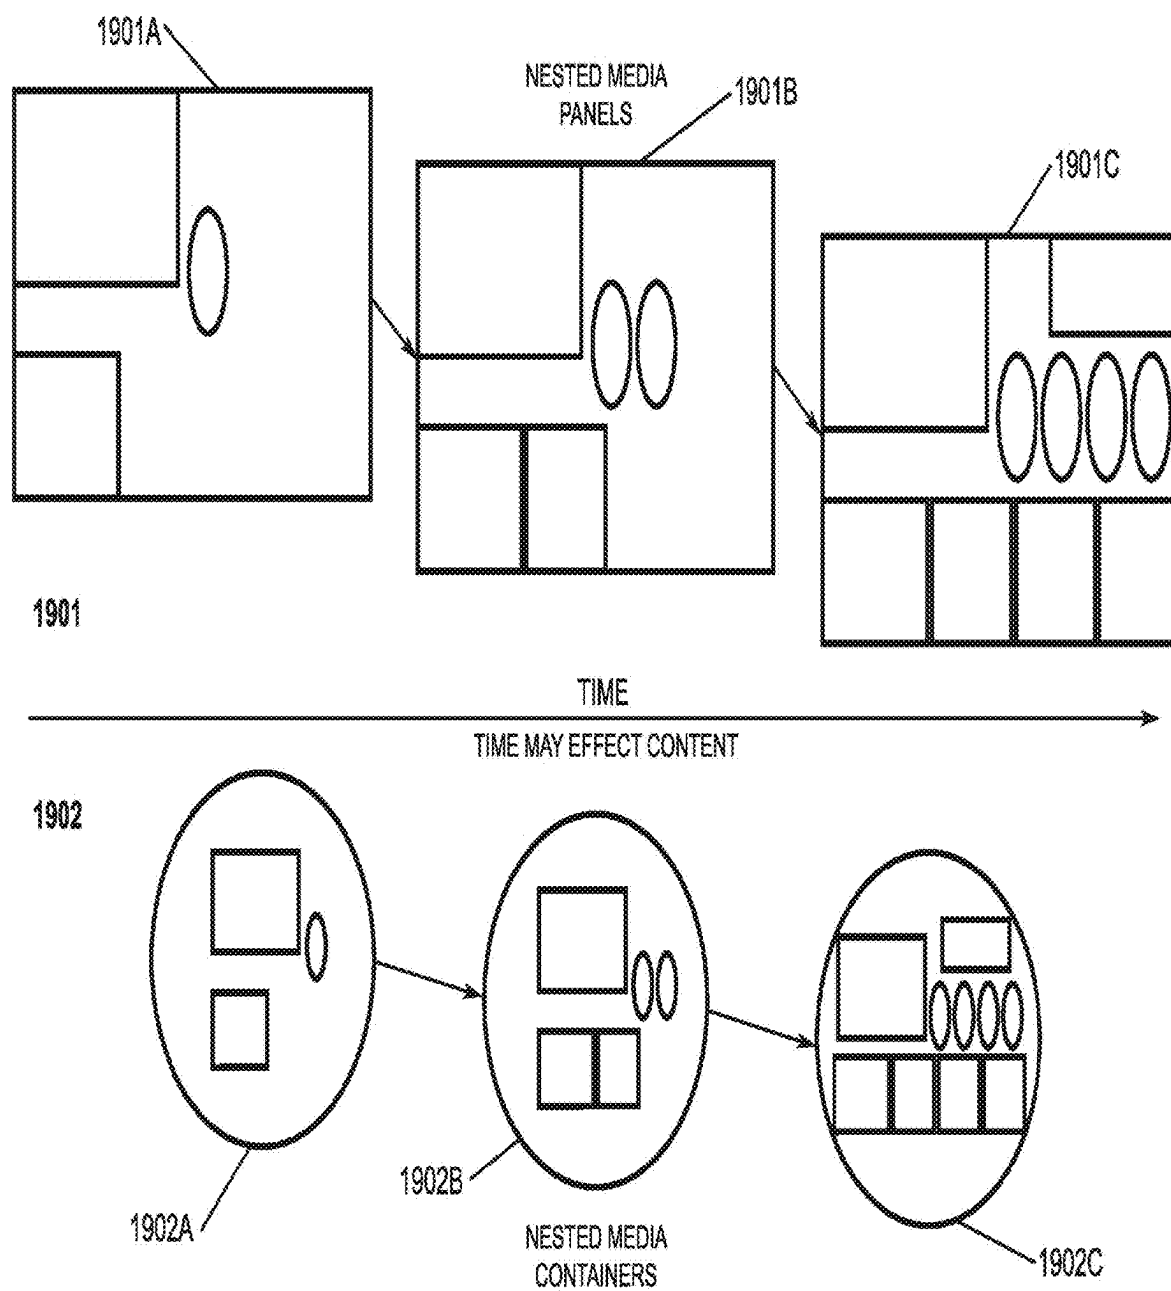 1901A
NESTED MEDIA
PANELS
1901B
1901C
1901
TIME
TIME MAY EFFECT CONTENT
1902
1902A
1902B
NESTED MEDIA
CONTAINERS
1902C